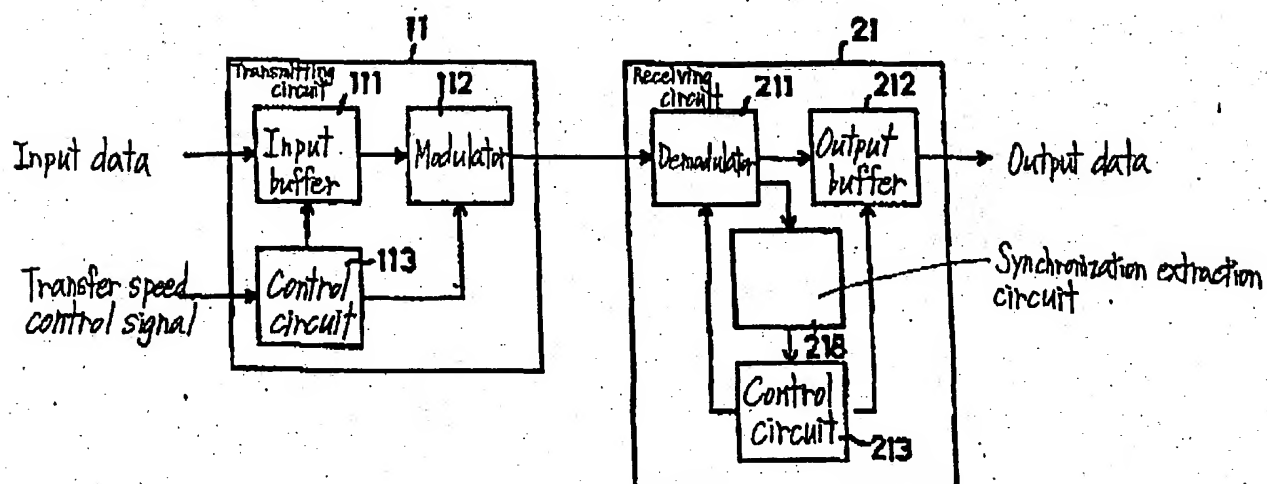 11
21
Transmitting
circuit
111
112
Receiving
circuit
211
212
Input data
Input
buffer
Modulator
Demodulator
Output
buffer
Output data
Transfer speed
control signal
Control
circuit
113
Synchronization extraction
circuit
218
Control
circuit
213